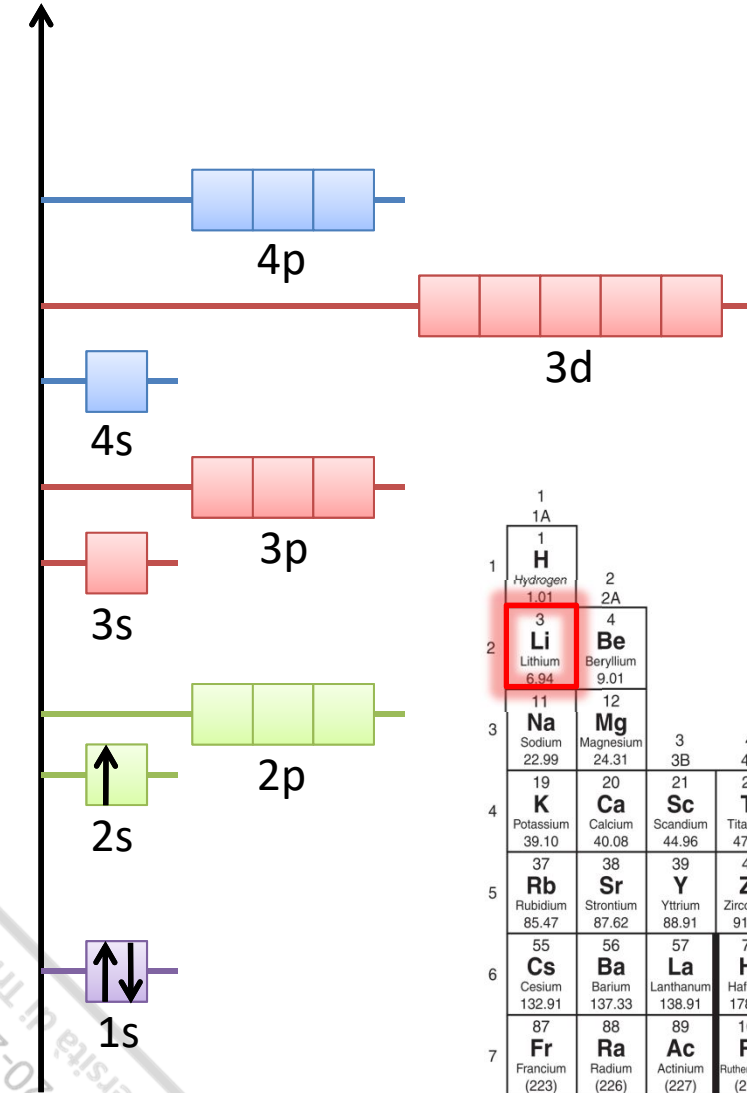 4p
3d
4s
3p
3s
2p
2s
1s
1
1A
1
H
Hydrogen
1.01
1
2
2A
3
Li
Lithium
6.94
2
4
Be
Beryllium
9.01
11
Na
Sodium
22.99
3
12
Mg
Magnesium
24.31
3
3B
19
K
Potassium
39.10
4
20
Ca
Calcium
40.08
21
Sc
Scandium
44.96
37
Rb
Rubidium
85.47
5
38
Sr
Strontium
87.62
39
Y
Yttrium
88.91
55
Cs
Cesium
132.91
6
56
Ba
Barium
137.33
57
La
Lanthanum
138.91
87
Fr
Francium
(223)
7
88
Ra
Radium
(226)
89
Ac
Actinium
(227)